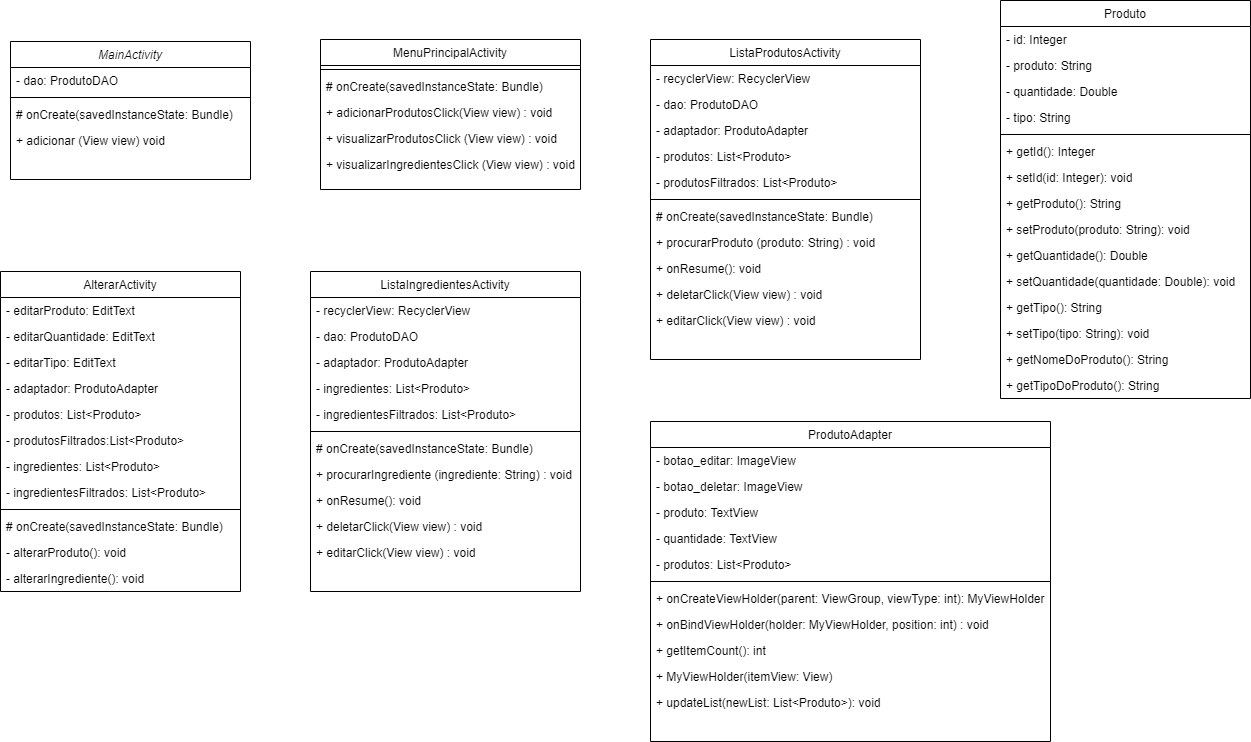 MainActivity
- dao: ProdutoDAO
# onCreate(savedInstanceState: Bundle)
+ adicionar (View view) void
MenuPrincipalActivity
# onCreate(savedInstanceState: Bundle)
+ adicionarProdutosClick(View view) : void
+ visualizarProdutosClick (View view) : void
+ visualizarIngredientesClick (View view) : void
ListaProdutosActivity
- recyclerView: RecyclerView
- dao: ProdutoDAO
- adaptador: ProdutoAdapter
- produtos: List<Produto>
- produtosFiltrados: List<Produto>
# onCreate(savedInstanceState: Bundle)
+ procurarProduto (produto: String) : void
+ onResume(): void
+ deletarClick(View view) : void
+ editarClick(View view) : void
Produto
- id: Integer
- produto: String
- quantidade: Double
- tipo: String
+ getId(): Integer
+ setId(id: Integer): void
+ getProduto(): String
+ setProduto(produto: String): void
+ getQuantidade(): Double
+ setQuantidade(quantidade: Double): void
+ getTipo(): String
+ setTipo(tipo: String): void
+ getNomeDoProduto(): String
+ getTipoDoProduto(): String
AlterarActivity
- editarProduto: EditText
- editarQuantidade: EditText
- editarTipo: EditText
- adaptador: ProdutoAdapter
- produtos: List<Produto>
- produtosFiltrados:List<Produto>
- ingredientes: List<Produto>
- ingredientesFiltrados: List<Produto>
# onCreate(savedInstanceState: Bundle)
- alterarProduto(): void
- alterarIngrediente(): void
ListaIngredientesActivity
- recyclerView: RecyclerView
- dao: ProdutoDAO
- adaptador: ProdutoAdapter
- ingredientes: List<Produto>
- ingredientesFiltrados: List<Produto>
# onCreate(savedInstanceState: Bundle)
+ procurarIngrediente (ingrediente: String) : void
+ onResume(): void
+ deletarClick(View view) : void
+ editarClick(View view) : void
ProdutoAdapter
- botao_editar: ImageView
- botao_deletar: ImageView
- produto: TextView
- quantidade: TextView
- produtos: List<Produto>
+ onCreateViewHolder(parent: ViewGroup, viewType: int): MyViewHolder
+ onBindViewHolder(holder: MyViewHolder, position: int) : void
+ getItemCount(): int
+ MyViewHolder(itemView: View)
+ updateList(newList: List<Produto>): void